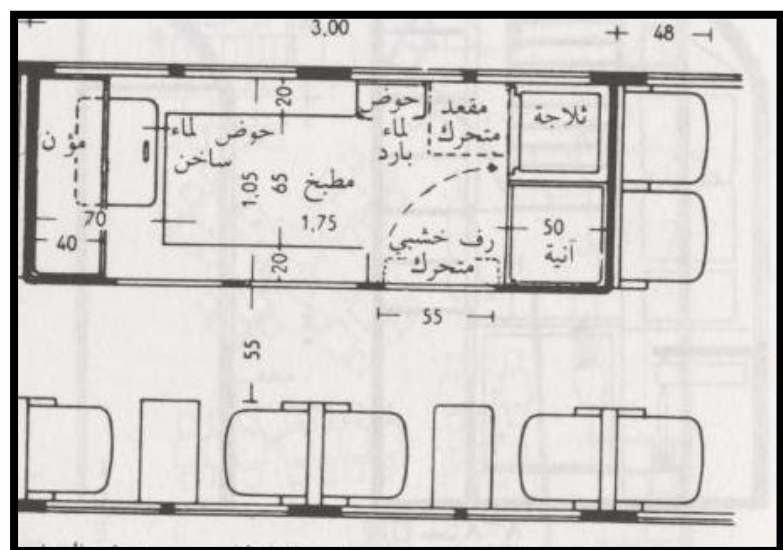 3,00
48
20
حوض
لماء
بارد
مقعد
متحرك
ثلاجة
مؤن
حوض لماء
ساخن
1,05
65
مطبخ
1,75
70
40
50
آنية
رف خشبي
متحرك
20
55
55